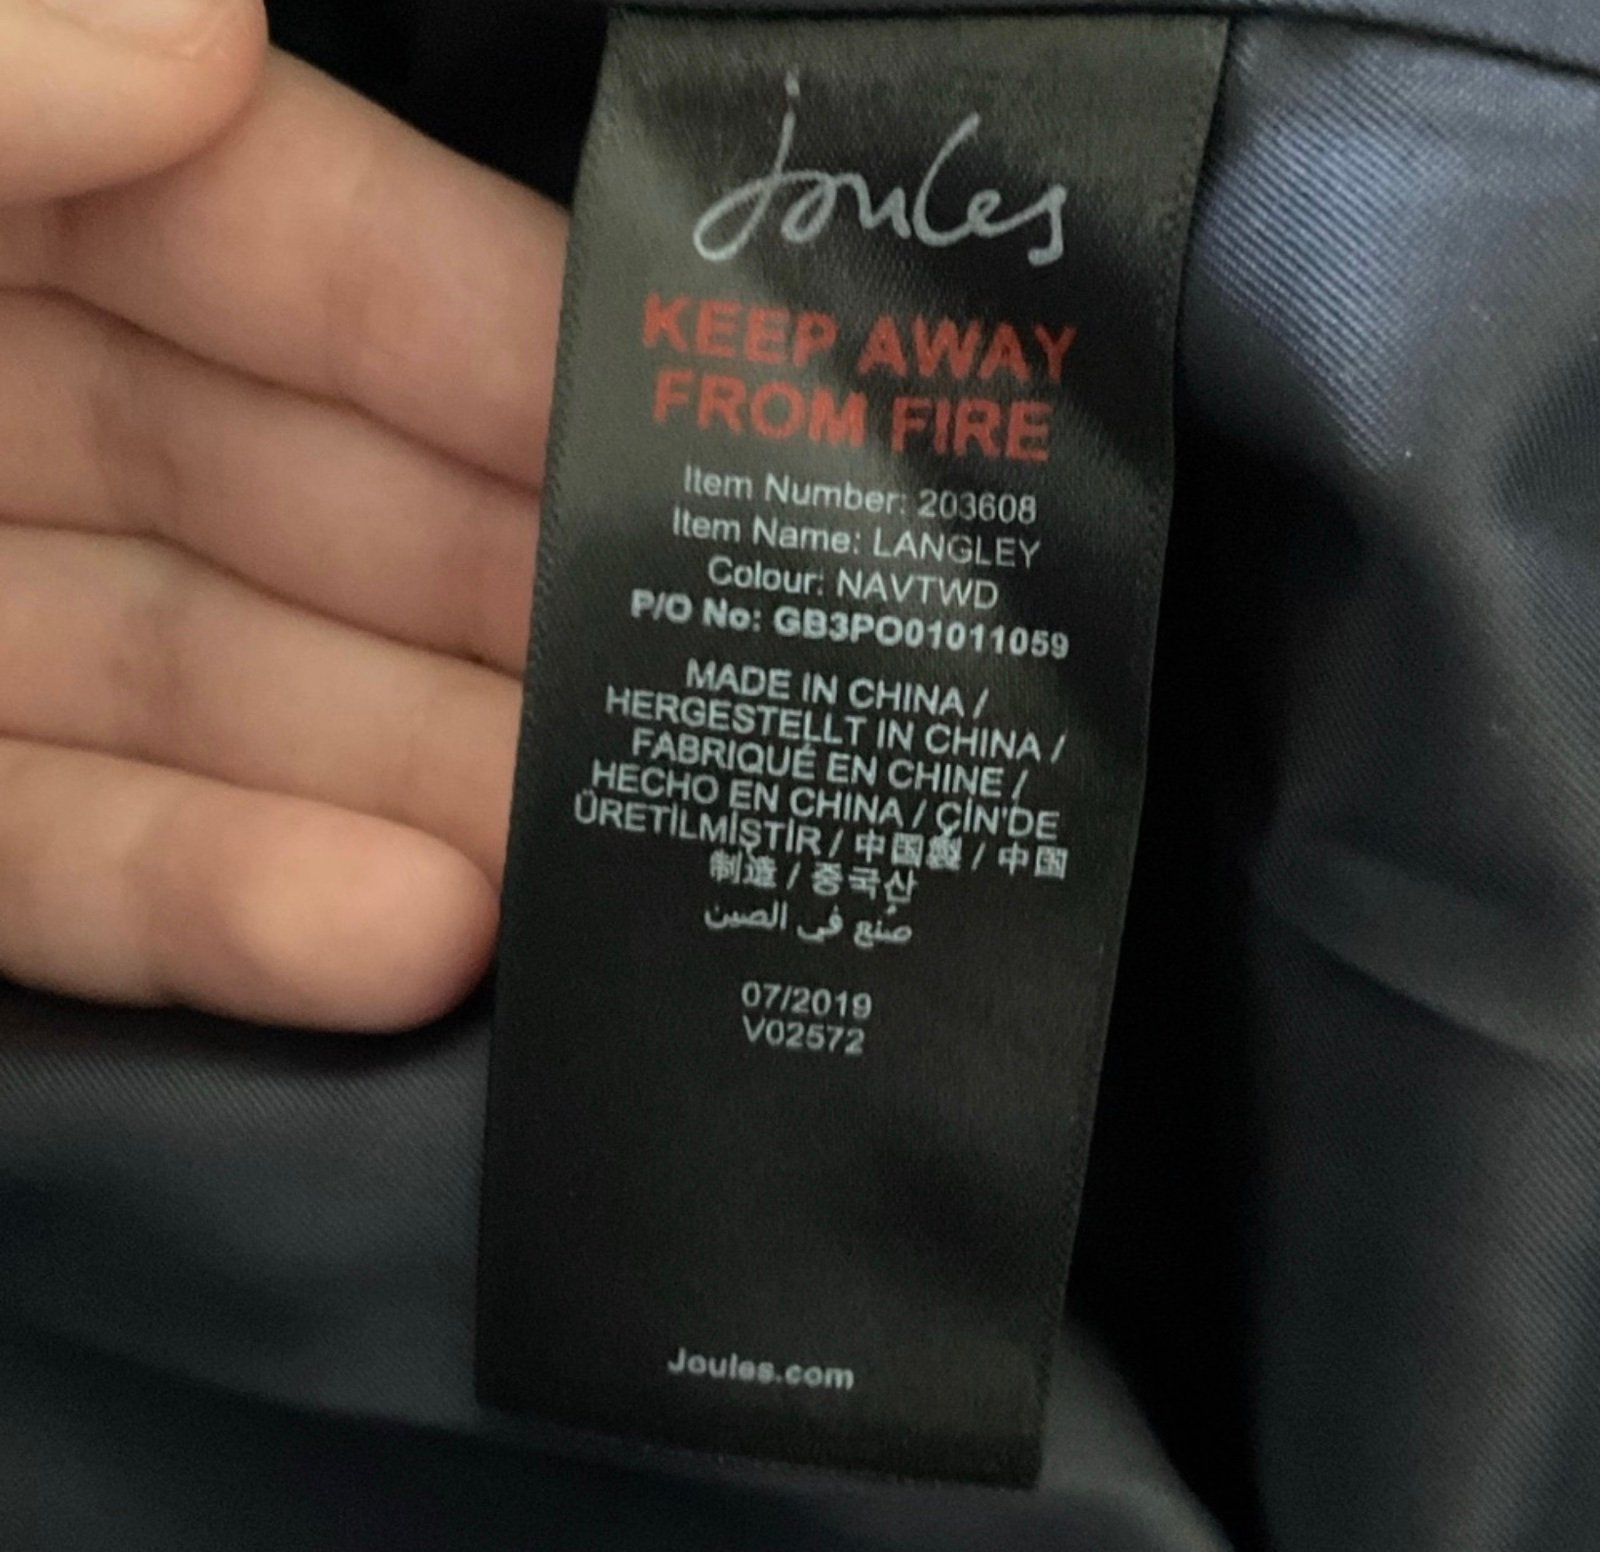 Joules
KEEP AWAY
FROM FIRE
Item Number: 203608
Item Name: LANGLEY
Colour: NAVTWD
P/O No: GB3PO01011059
MADE IN CHINA /
HERGESTELLT IN CHINA /
FABRIQUÉ EN CHINE /
HECHO EN CHINA / ÇİN'DE
ÜRETİLMİŞTİR / 中国製 / 中国
制造 / 중국산
صُنع في الصين
07/2019
V02572
Joules.com